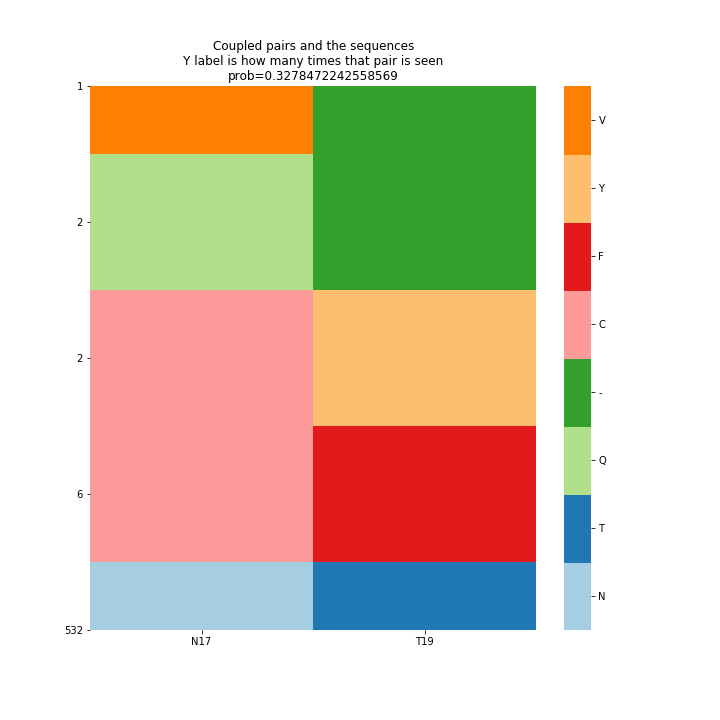 Coupled pairs and the sequences
Y label is how many times that pair is seen
prob=0.3278472242558569
1
2
2
6
532
N17
T19
V
Y
F
C
-
Q
T
N